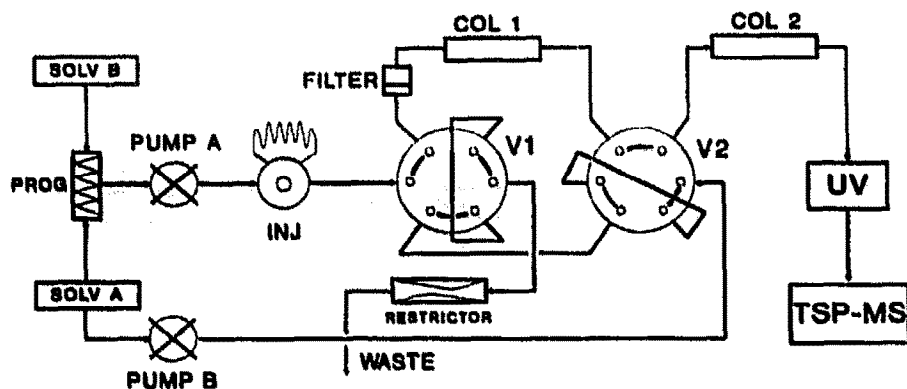 COL 1
COL 2
SOLV B
FILTER
PUMP A
V1
V2
PROG
UV
INJ
SOLV A
RESTRICTOR
TSP-MS
WASTE
PUMP B